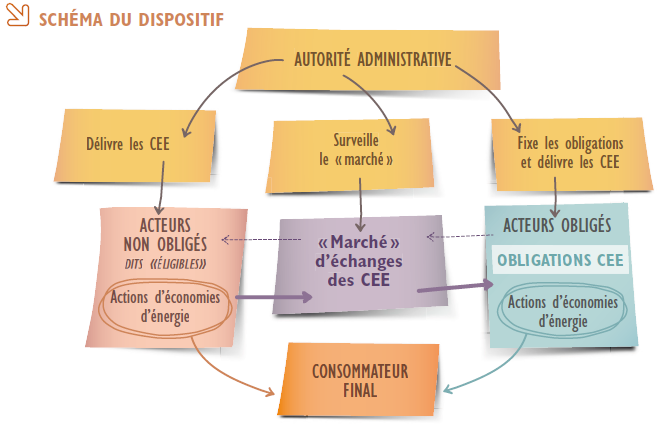 SCHÉMA DU DISPOSITIF
AUTORITÉ ADMINISTRATIVE
Délivre les CEE
Surveille
le « marché »
Fixe les obligations
et délivre les CEE
ACTEURS
NON OBLIGÉS
DITS «ÉLIGIBLES»
Actions d'économies
d'énergie
« Marché »
d'échanges
des CEE
ACTEURS OBLIGÉS
OBLIGATIONS CEE
Actions d'économies
d'énergie
CONSOMMATEUR
FINAL